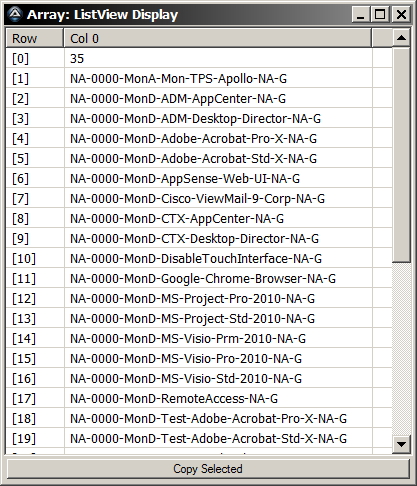 Array: ListView Display
Row Col 0
[0] 35
[1] NA-0000-MonA-Mon-TPS-Apollo-NA-G
[2] NA-0000-MonD-ADM-AppCenter-NA-G
[3] NA-0000-MonD-ADM-Desktop-Director-NA-G
[4] NA-0000-MonD-Adobe-Acrobat-Pro-X-NA-G
[5] NA-0000-MonD-Adobe-Acrobat-Std-X-NA-G
[6] NA-0000-MonD-AppSense-Web-UI-NA-G
[7] NA-0000-MonD-Cisco-ViewMail-9-Corp-NA-G
[8] NA-0000-MonD-CTX-AppCenter-NA-G
[9] NA-0000-MonD-CTX-Desktop-Director-NA-G
[10] NA-0000-MonD-DisableTouchInterface-NA-G
[11] NA-0000-MonD-Google-Chrome-Browser-NA-G
[12] NA-0000-MonD-MS-Project-Pro-2010-NA-G
[13] NA-0000-MonD-MS-Project-Std-2010-NA-G
[14] NA-0000-MonD-MS-Visio-Prm-2010-NA-G
[15] NA-0000-MonD-MS-Visio-Pro-2010-NA-G
[16] NA-0000-MonD-MS-Visio-Std-2010-NA-G
[17] NA-0000-MonD-RemoteAccess-NA-G
[18] NA-0000-MonD-Test-Adobe-Acrobat-Pro-X-NA-G
[19] NA-0000-MonD-Test-Adobe-Acrobat-Std-X-NA-G
Copy Selected